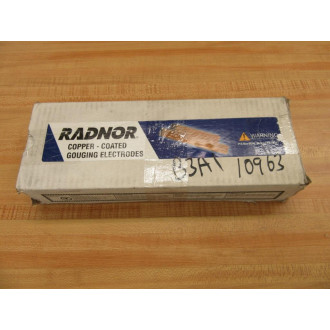 RADNOR
COPPER - COATED
GOUGING ELECTRODES
WARNING
B3A1 10963